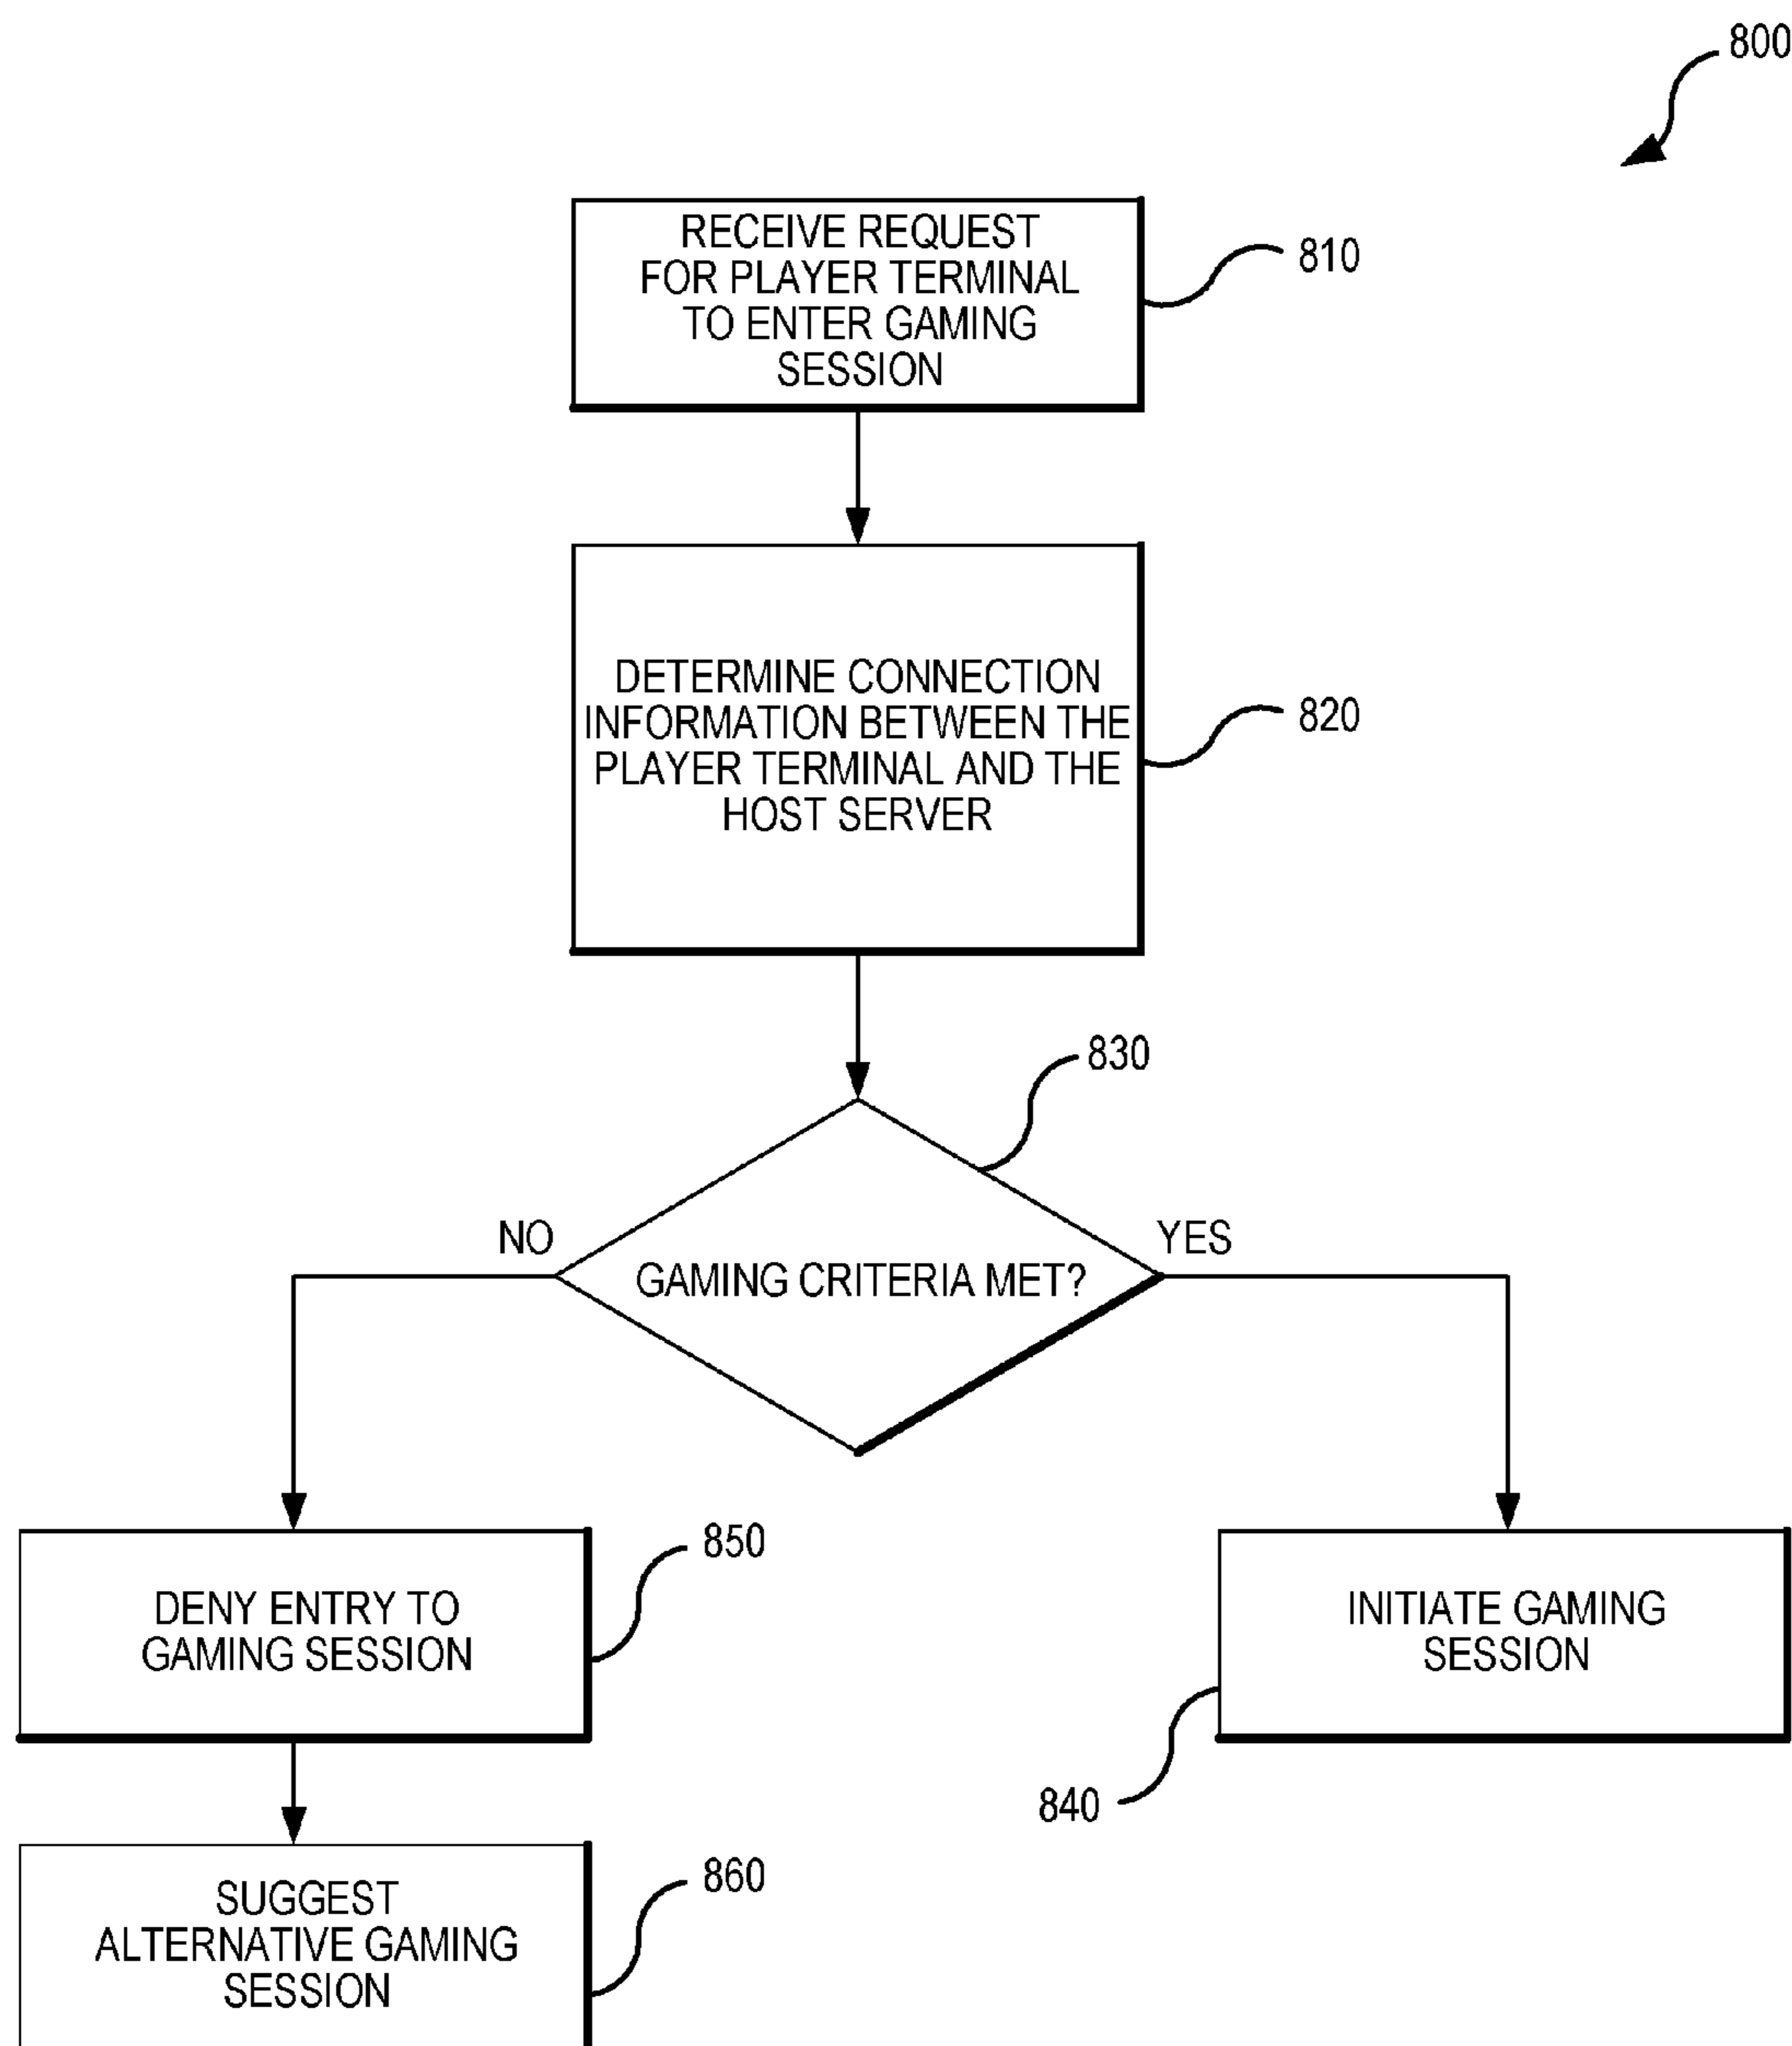 800
RECEIVE REQUEST
FOR PLAYER TERMINAL
TO ENTER GAMING
SESSION
810
DETERMINE CONNECTION
INFORMATION BETWEEN THE
PLAYER TERMINAL AND THE
HOST SERVER
820
830
NO
YES
GAMING CRITERIA MET?
850
DENY ENTRY TO
GAMING SESSION
INITIATE GAMING
SESSION
840
860
SUGGEST
ALTERNATIVE GAMING
SESSION